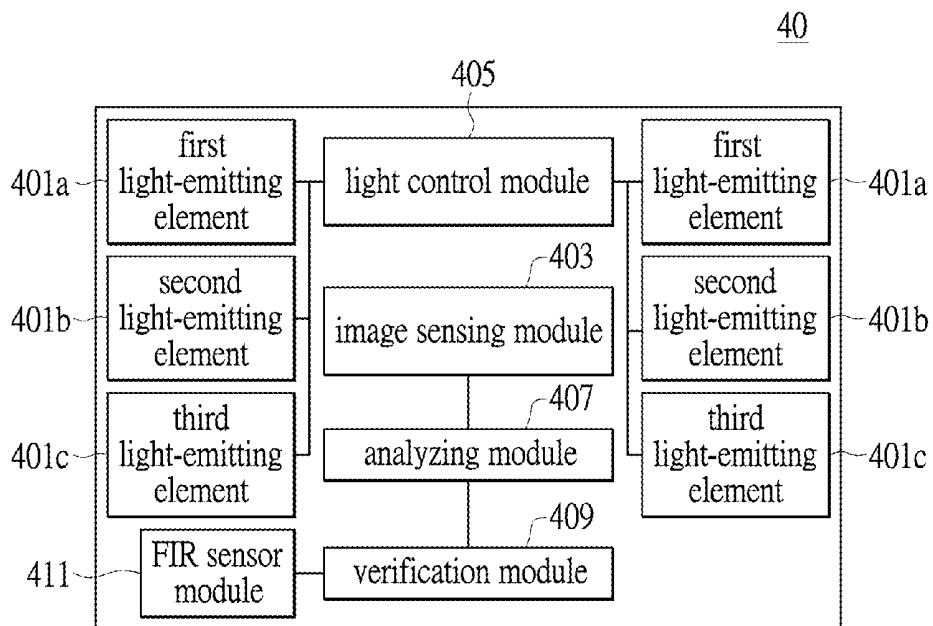 40
405
first
light-emitting
element
401a
light control module
first
light-emitting
element
401a
403
second
light-emitting
element
401b
image sensing module
second
light-emitting
element
401b
407
third
light-emitting
element
401c
analyzing module
third
light-emitting
element
401c
409
FIR sensor
module
411
verification module